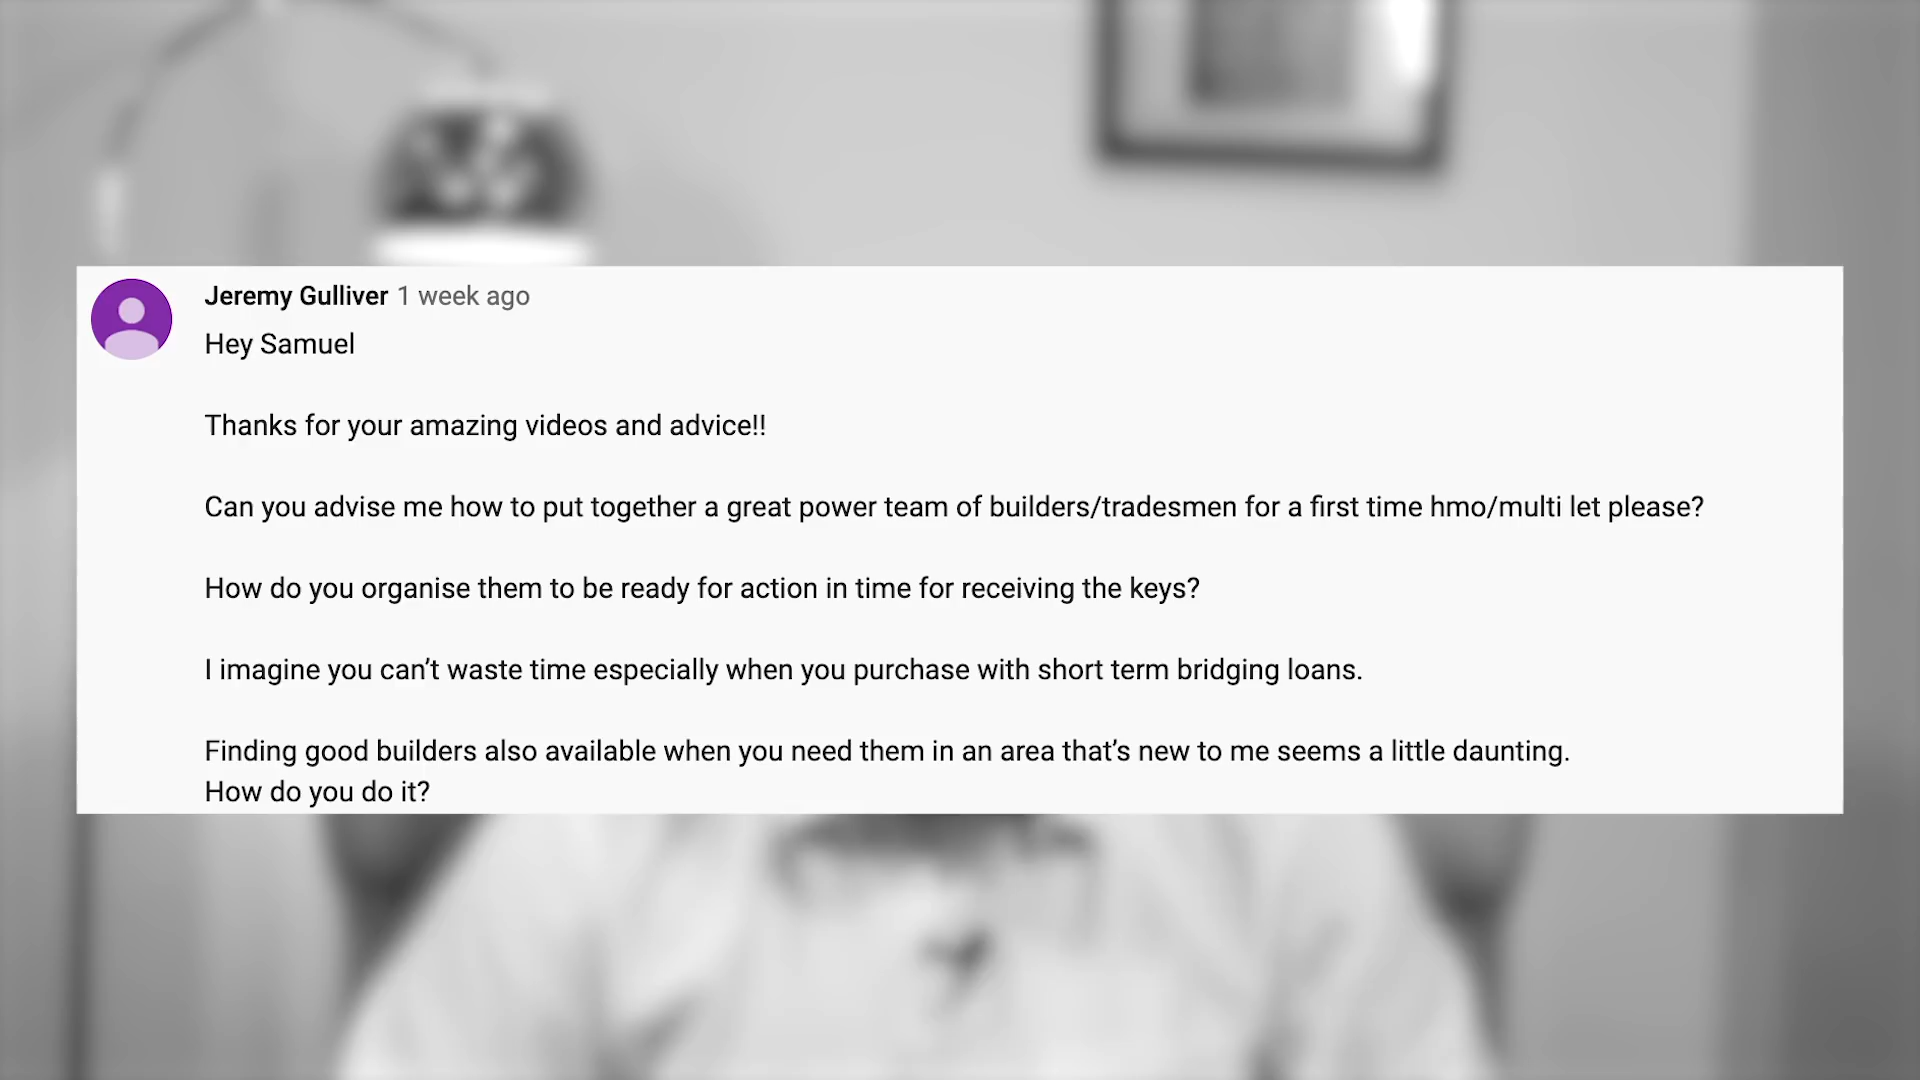 Jeremy Gulliver 1 week ago
Hey Samuel
Thanks for your amazing videos and advice!!
Can you advise me how to put together a great power team of builders/tradesmen for a first time hmo/multi let please?
How do you organise them to be ready for action in time for receiving the keys?
I imagine you can’t waste time especially when you purchase with short term bridging loans.
Finding good builders also available when you need them in an area that’s new to me seems a little daunting.
How do you do it?